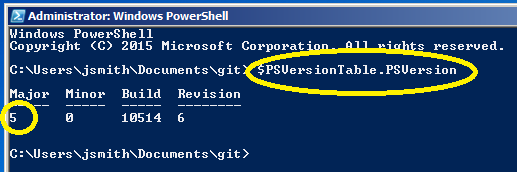 Administrator: Windows PowerShell
Windows PowerShell
Copyright (C) 2015 Microsoft Corporation. All rights reserved.
C:\Users\jsmith\Documents\git> $PSVersionTable.PSVersion
Major  Minor  Build  Revision
-----  -----  -----  --------
5      0      10514  6
C:\Users\jsmith\Documents\git>